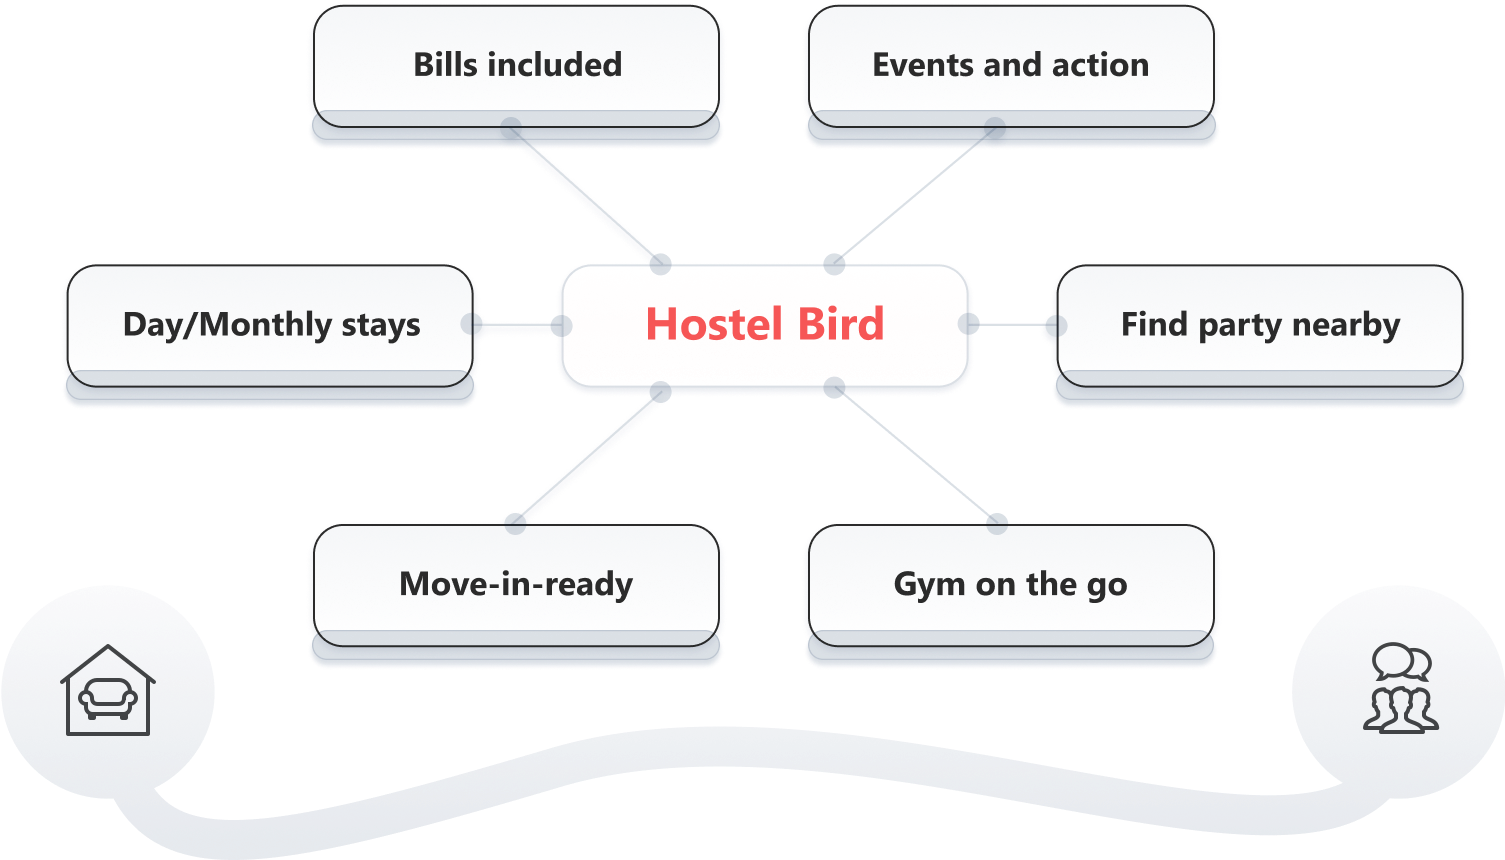 Bills included
Events and action
Day/Monthly stays
Hostel Bird
Find party nearby
Move-in-ready
Gym on the go